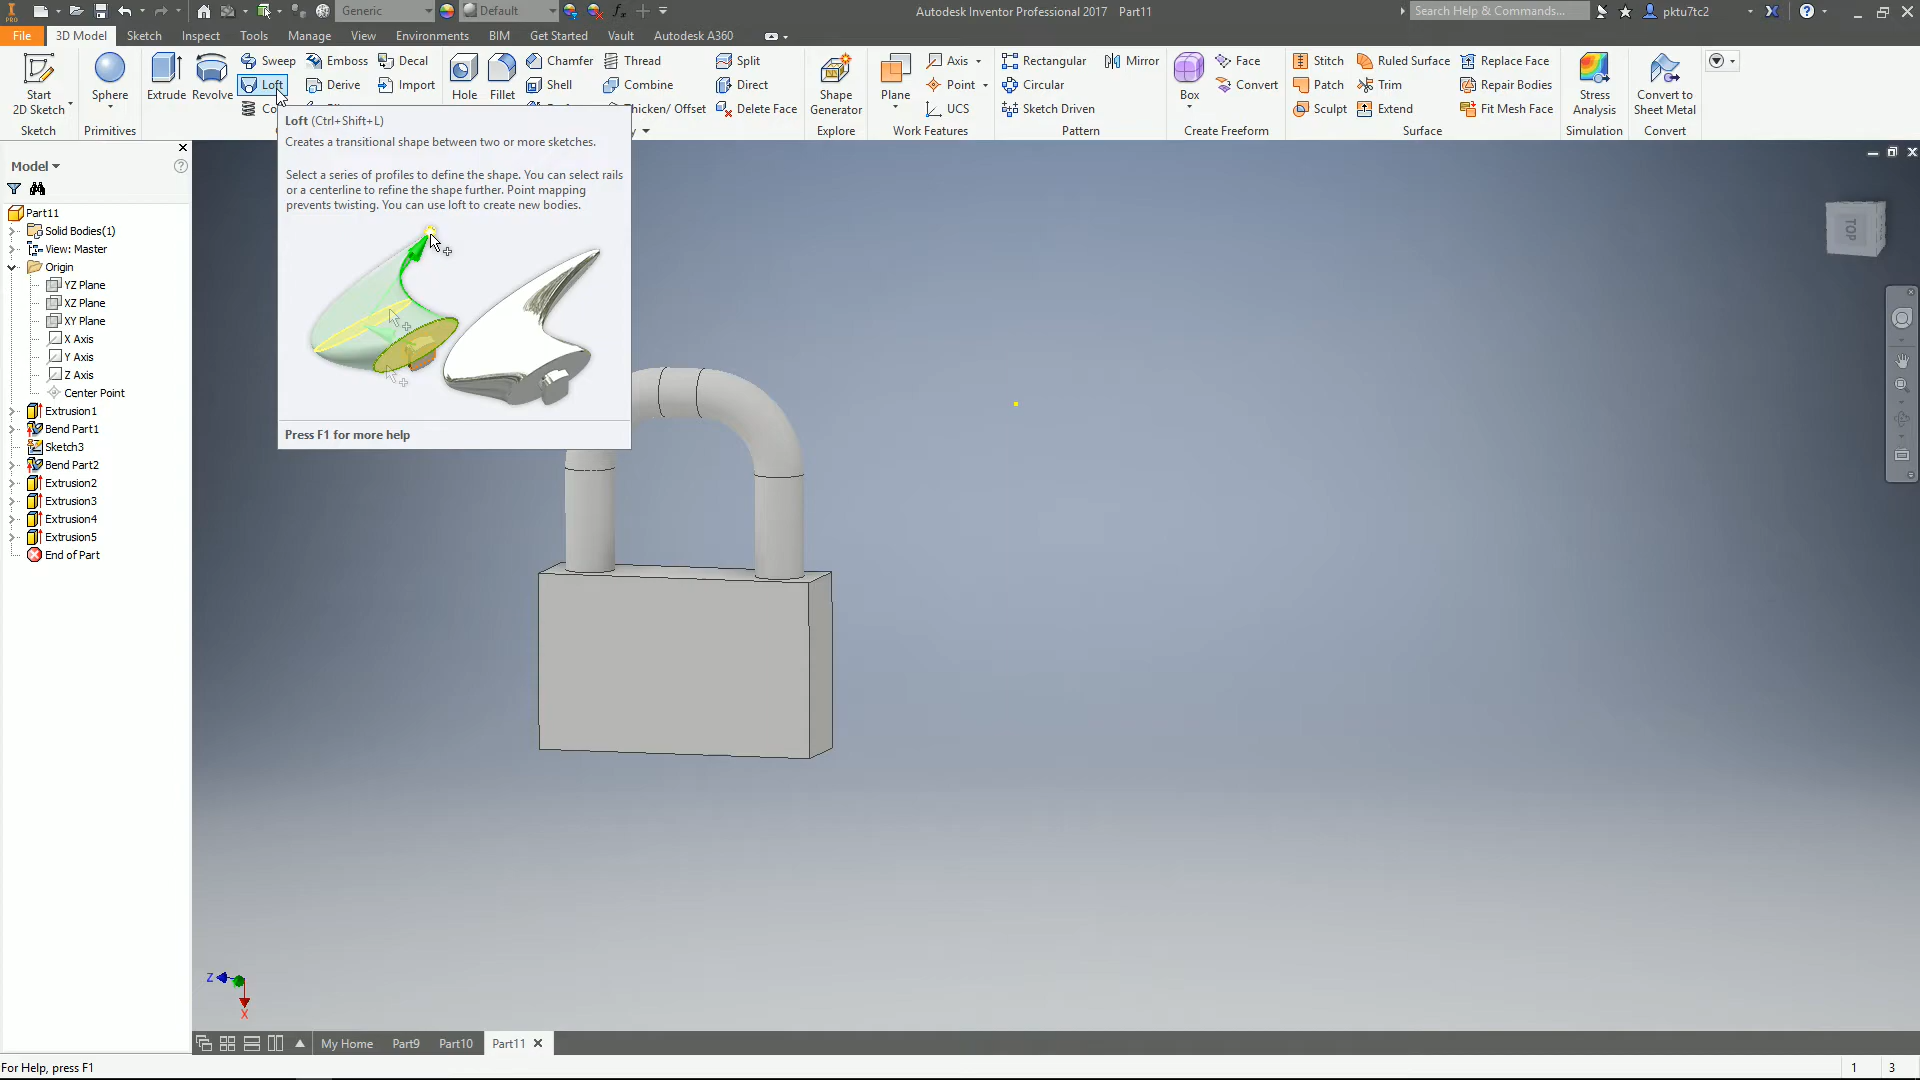 Generic
Default
Autodesk Inventor Professional 2017 Part11
Search Help & Commands...
pktu7tc2
PRO
File 3D Model Sketch Inspect Tools Manage View Environments BIM Get Started Vault Autodesk A360
Start
2D Sketch
Sketch
Sphere
Primitives
Extrude
Revolve
Sweep
Loft
Emboss
Derive
Decal
Import
Hole
Fillet
Chamfer
Shell
Thread
Combine
Thicken/ Offset
Split
Direct
Delete Face
Shape
Generator
Explore
Plane
Axis
Point
UCS
Work Features
Rectangular
Circular
Sketch Driven
Mirror
Pattern
Box
Face
Convert
Create Freeform
Stitch
Patch
Sculpt
Ruled Surface
Trim
Extend
Replace Face
Repair Bodies
Fit Mesh Face
Surface
Stress
Analysis
Simulation
Convert to
Sheet Metal
Convert
Loft (Ctrl+Shift+L)
Creates a transitional shape between two or more sketches.
Select a series of profiles to define the shape. You can select rails
or a centerline to refine the shape further. Point mapping
prevents twisting. You can use loft to create new bodies.
Press F1 for more help
Model
Part11
Solid Bodies(1)
View: Master
Origin
YZ Plane
XZ Plane
XY Plane
X Axis
Y Axis
Z Axis
Center Point
Extrusion1
Bend Part1
Sketch3
Bend Part2
Extrusion2
Extrusion3
Extrusion4
Extrusion5
End of Part
TOP
Z
X
My Home Part9 Part10 Part11
For Help, press F1
1 3